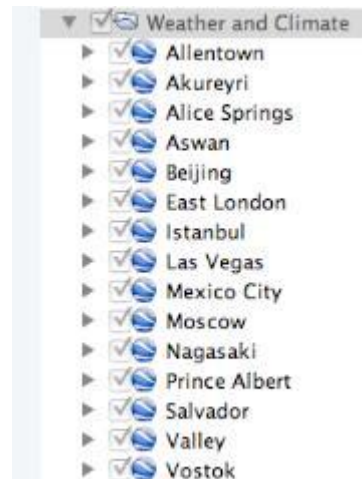 Weather and Climate
Allentown
Akureyri
Alice Springs
Aswan
Beijing
East London
Istanbul
Las Vegas
Mexico City
Moscow
Nagasaki
Prince Albert
Salvador
Valley
Vostok